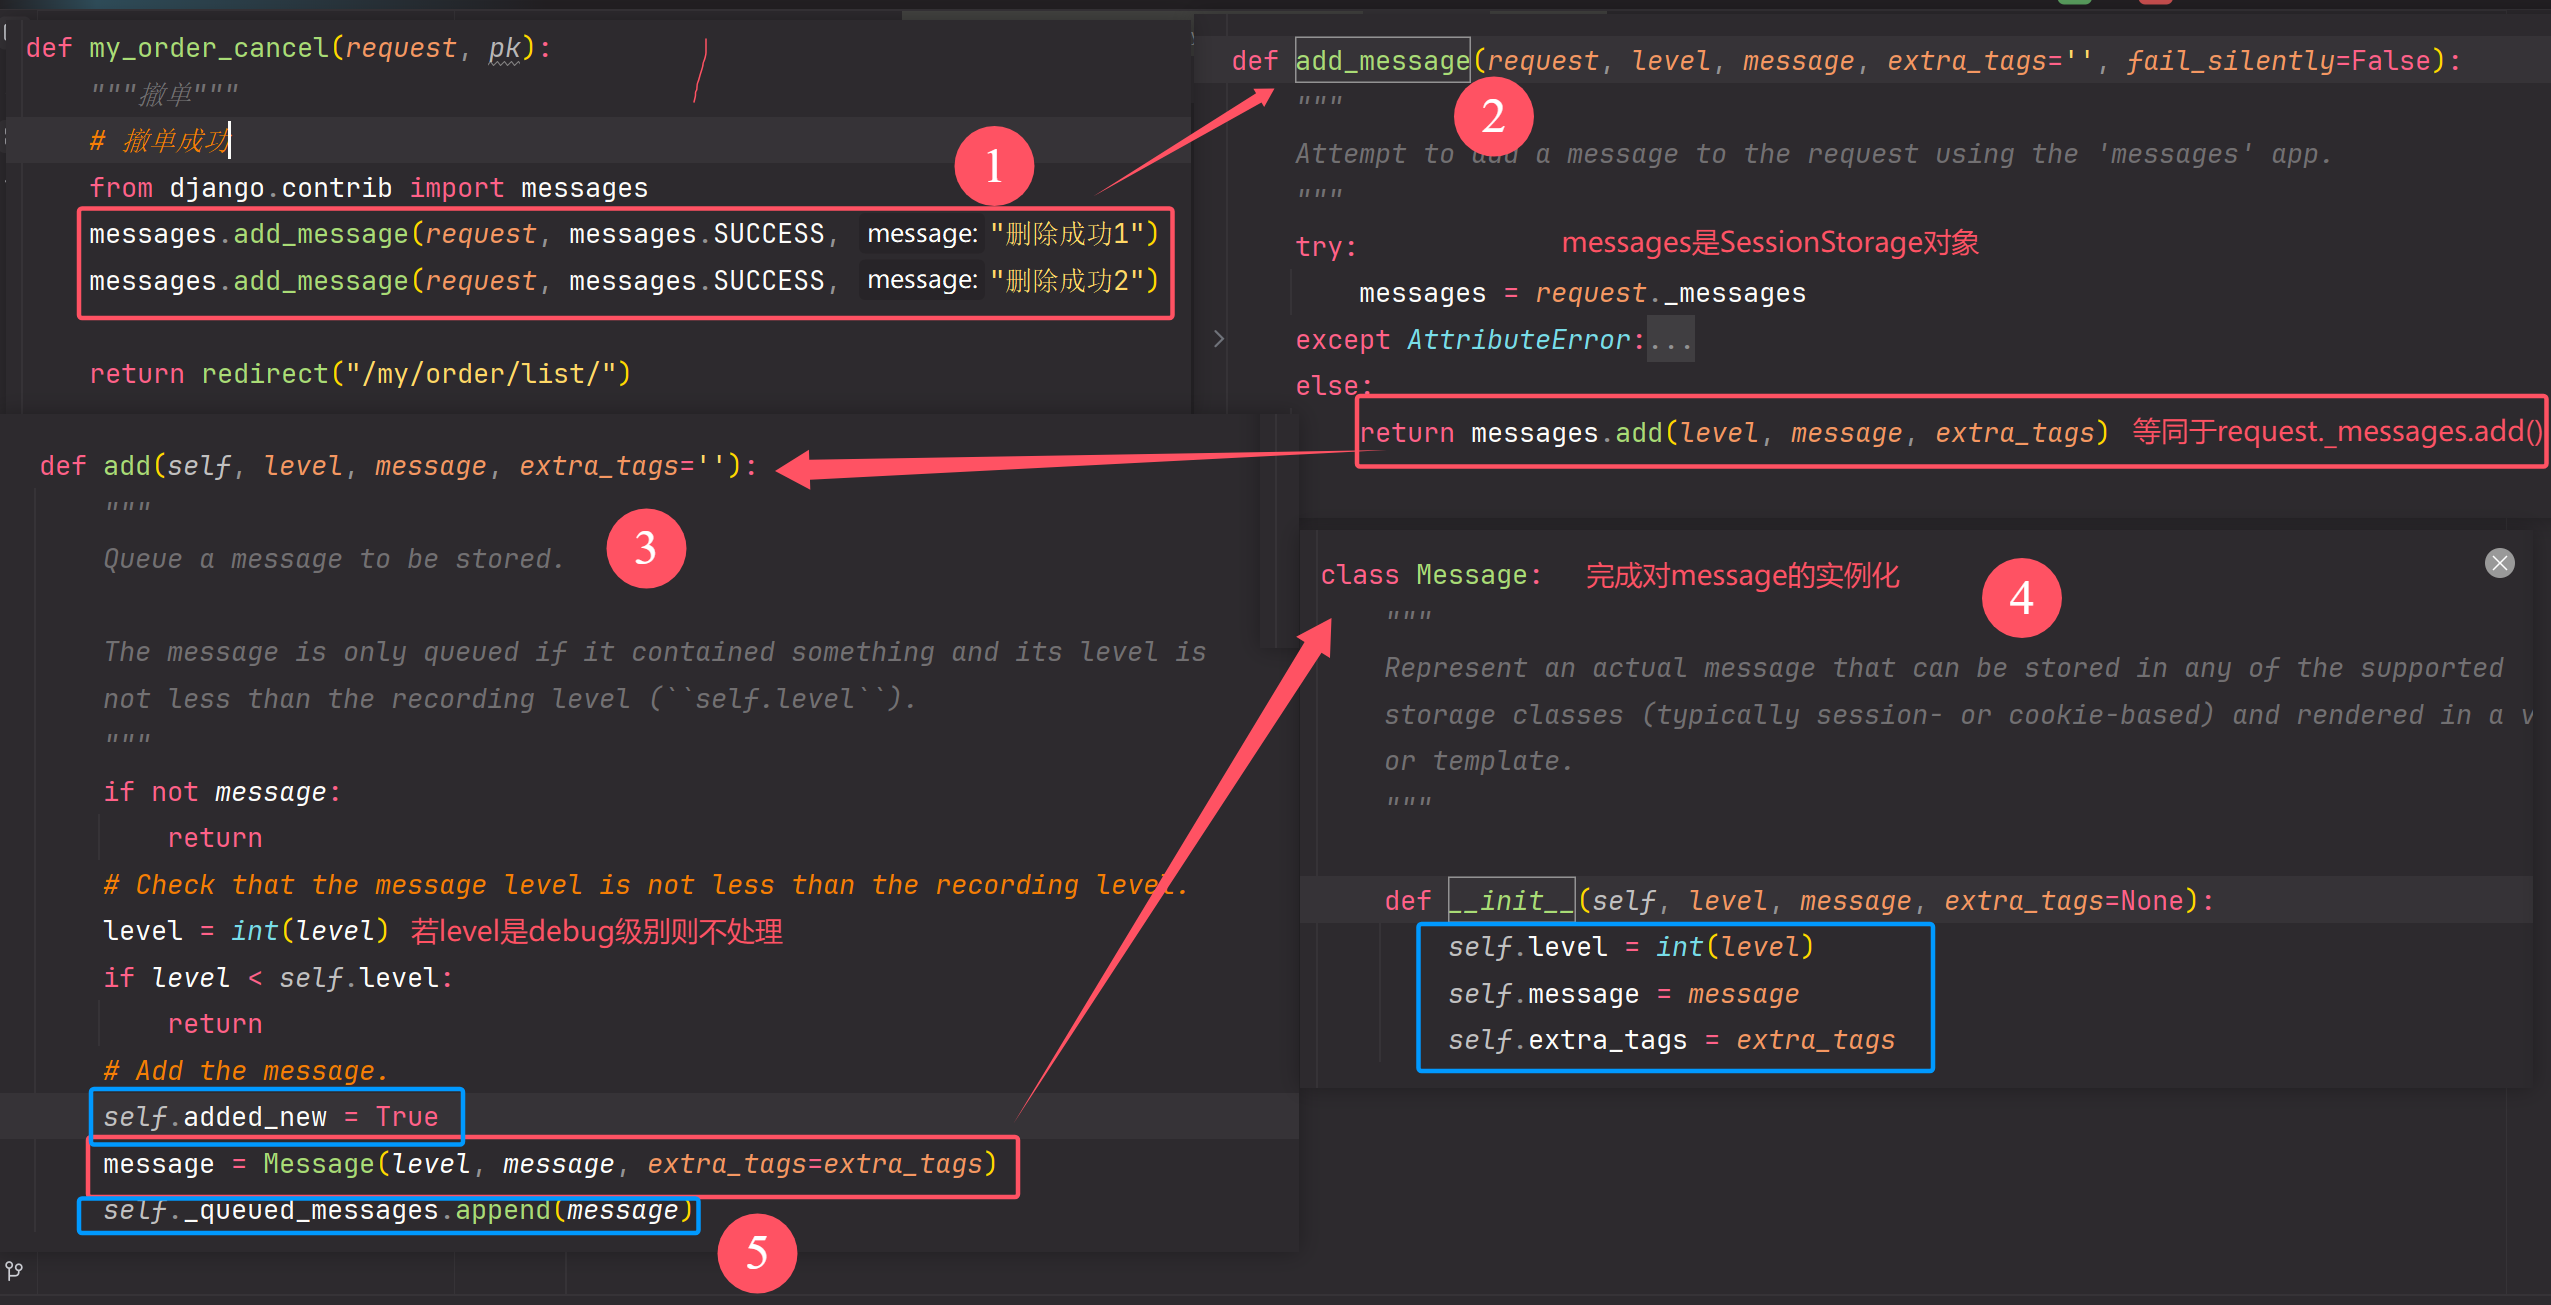 def my_order_cancel(request, pk):
"""撤单"""
# 撤单成功
from django.contrib import messages
messages.add_message(request, messages.SUCCESS, message: "删除成功1")
messages.add_message(request, messages.SUCCESS, message: "删除成功2")
return redirect("/my/order/list/")
1
def add_message(request, level, message, extra_tags='', fail_silently=False):
2
"""
Attempt to add a message to the request using the 'messages' app.
"""
try:
messages是SessionStorage对象
messages = request._messages
except AttributeError:...
else:
return messages.add(level, message, extra_tags) 等同于request._messages.add()
def add(self, level, message, extra_tags=''):
"""
3
Queue a message to be stored.
The message is only queued if it contained something and its level is
not less than the recording level (``self.level``).
"""
if not message:
return
# Check that the message level is not less than the recording level.
level = int(level) 若level是debug级别则不处理
if level < self.level:
return
# Add the message.
self.added_new = True
message = Message(level, message, extra_tags=extra_tags)
self._queued_messages.append(message)
5
class Message: 完成对message的实例化
4
"""
Represent an actual message that can be stored in any of the supported
storage classes (typically session- or cookie-based) and rendered in a v
or template.
"""
def __init__(self, level, message, extra_tags=None):
self.level = int(level)
self.message = message
self.extra_tags = extra_tags